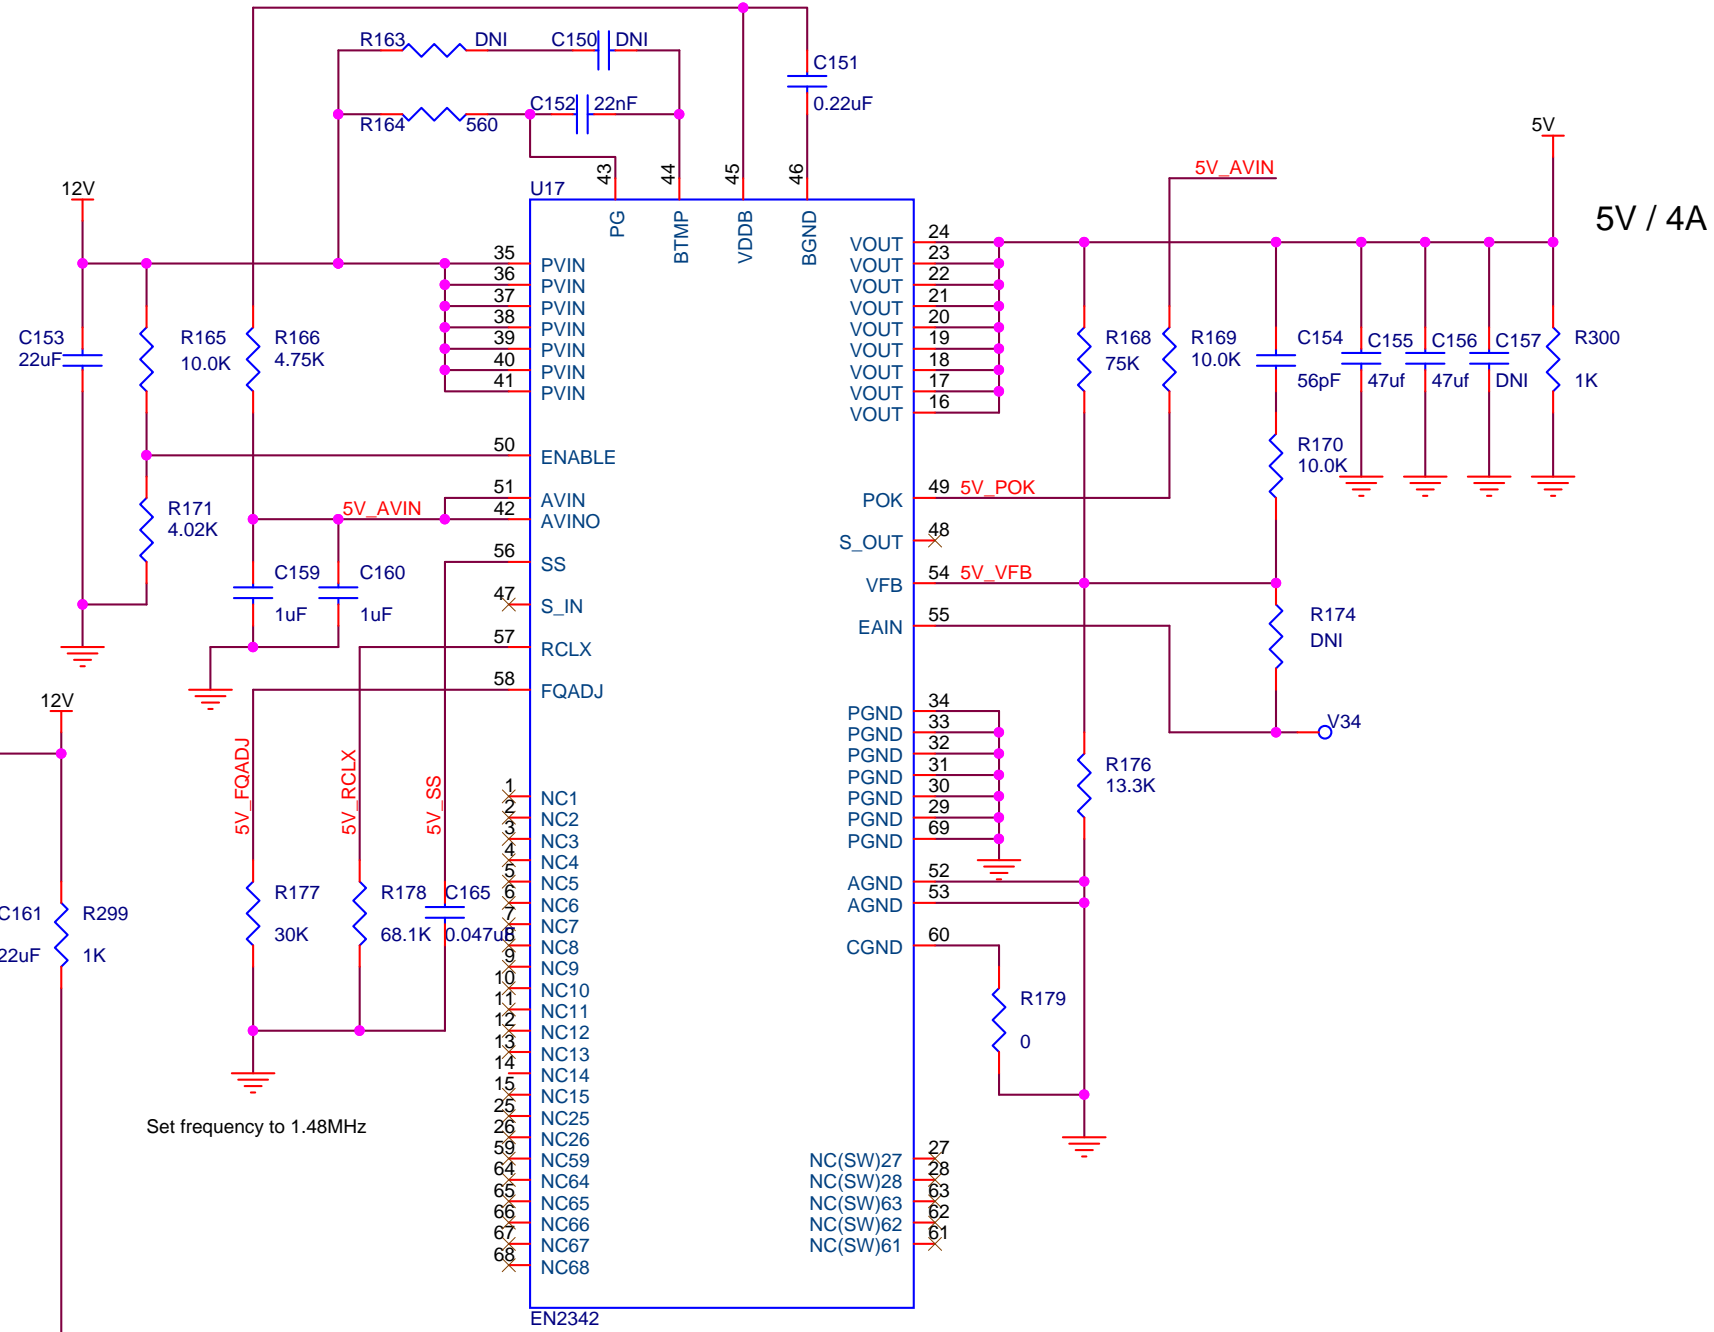 R163 DNI C150 DNI
C151
0.22uF
R164 560 C152 22nF
12V
5V
5V_AVIN
5V / 4A
U17
43 44 45 46
PG BTMP VDDB BGND
C153
22uF
R165
10.0K
R166
4.75K
35 PVIN
36 PVIN
37 PVIN
38 PVIN
39 PVIN
40 PVIN
41 PVIN
50 ENABLE
51 AVIN
42 AVINO
5V_AVIN
56 SS
47 S_IN
57 RCLX
58 FQADJ
R171
4.02K
C159
1uF
C160
1uF
VOUT 24
VOUT 23
VOUT 22
VOUT 21
VOUT 20
VOUT 19
VOUT 18
VOUT 17
VOUT 16
POK 49 5V_POK
S_OUT 48
VFB 54 5V_VFB
EAIN 55
R168
75K
R169
10.0K
C154
56pF
C155
47uf
C156
47uf
C157
DNI
R300
1K
R170
10.0K
R174
DNI
V34
PGND 34
PGND 33
PGND 32
PGND 31
PGND 30
PGND 29
PGND 69
AGND 52
AGND 53
CGND 60
R176
13.3K
R179
0
12V
5V_FQADJ
5V_RCLX
5V_SS
C161
22uF
R299
1K
R177
30K
R178
68.1K
C165
0.047uF
1 NC1
2 NC2
3 NC3
4 NC4
5 NC5
6 NC6
7 NC7
8 NC8
9 NC9
10 NC10
11 NC11
12 NC12
13 NC13
14 NC14
15 NC15
25 NC25
26 NC26
59 NC59
64 NC64
65 NC65
66 NC66
67 NC67
68 NC68
NC(SW)27 27
NC(SW)28 28
NC(SW)63 63
NC(SW)62 62
NC(SW)61 61
Set frequency to 1.48MHz
EN2342